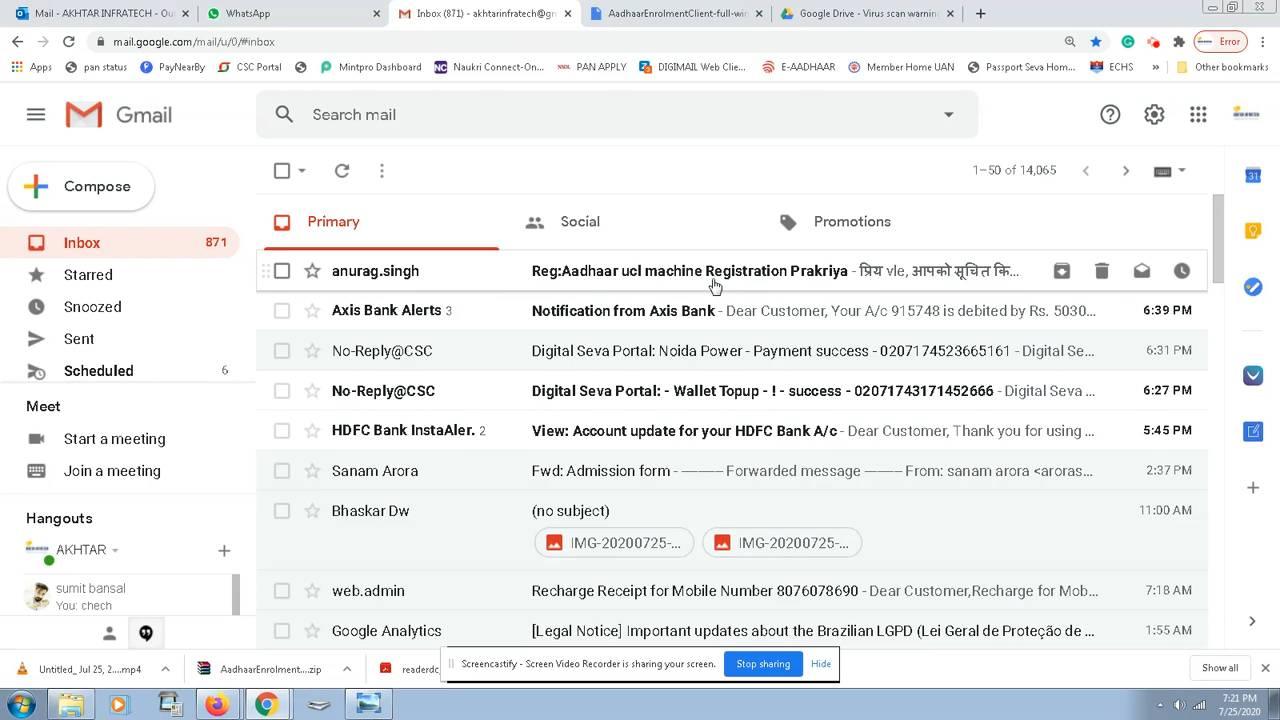 AKHTAR INFRATECH - Ou
WhatsApp
Inbox (871) - akhtarinfratech@gm
AadhaarEnrolmentClient-full-win
Google Drive - Virus scan warning
mail.google.com/mail/u/0/#inbox
Error
Apps
pan status
PayNearBy
CSC Portal
Mintpro Dashboard
Naukri Connect-On...
PAN APPLY
DIGIMAIL Web Clie...
E-AADHAAR
Member Home UAN
Passport Seva Hom...
ECHS
»
Other bookmarks
Gmail
Search mail
Compose
1–50 of 14,065
Inbox 871
Starred
Snoozed
Sent
Scheduled 6
Meet
Start a meeting
Join a meeting
Hangouts
AKHTAR
sumit bansal
You: chech
Primary
Social
Promotions
anurag.singh Reg:Aadhaar ucl machine Registration Prakriya - प्रिय vle, आपको सूचित कि...
Axis Bank Alerts 3 Notification from Axis Bank - Dear Customer, Your A/c 915748 is debited by Rs. 5030... 6:39 PM
No-Reply@CSC Digital Seva Portal: Noida Power - Payment success - 0207174523665161 - Digital Se... 6:31 PM
No-Reply@CSC Digital Seva Portal: - Wallet Topup - ! - success - 02071743171452666 - Digital Seva ... 6:27 PM
HDFC Bank InstaAler. 2 View: Account update for your HDFC Bank A/c - Dear Customer, Thank you for using ... 5:45 PM
Sanam Arora Fwd: Admission form - ---------- Forwarded message --------- From: sanam arora <aroras... 2:37 PM
Bhaskar Dw (no subject) 11:00 AM
IMG-20200725-...
IMG-20200725-...
web.admin Recharge Receipt for Mobile Number 8076078690 - Dear Customer,Recharge for Mob... 7:18 AM
Google Analytics [Legal Notice] Important updates about the Brazilian LGPD (Lei Geral de Proteção de ... 1:55 AM
31
Untitled_Jul 25, 2....mp4
AadhaarEnrolment....zip
readerdc_
Screencastify - Screen Video Recorder is sharing your screen.
Stop sharing
Hide
Show all
7:21 PM
7/25/2020